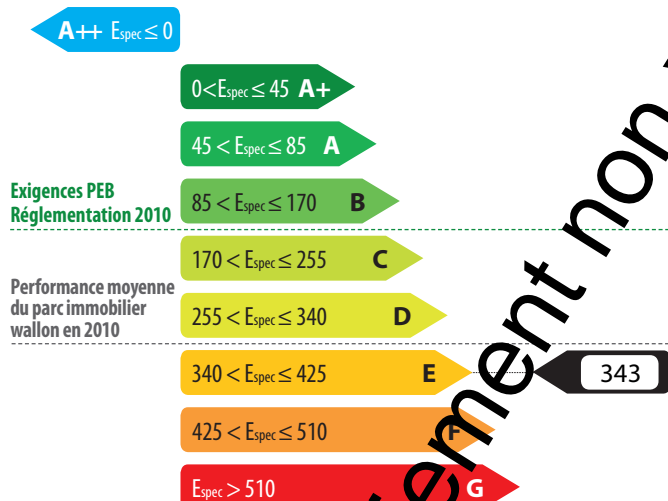 A++ Espec ≤ 0
0 < Espec ≤ 45 A+
45 < Espec ≤ 85 A
Exigences PEB
Réglementation 2010
85 < Espec ≤ 170 B
170 < Espec ≤ 255 C
Performance moyenne
du parc immobilier
wallon en 2010
255 < Espec ≤ 340 D
340 < Espec ≤ 425 E
343
425 < Espec ≤ 510 F
Espec > 510 G
non